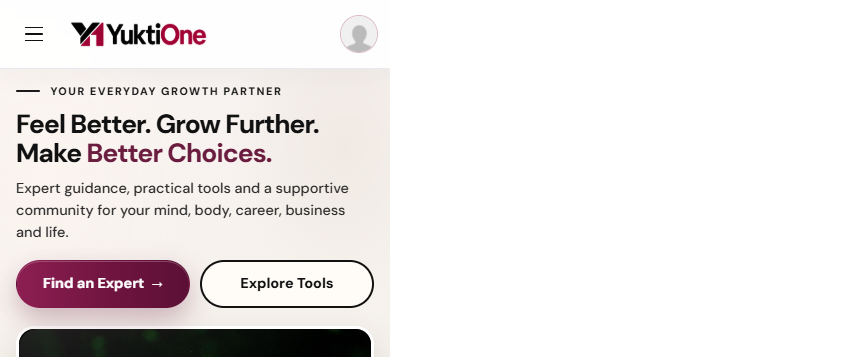 YuktiOne
YOUR EVERYDAY GROWTH PARTNER
Feel Better. Grow Further.
Make Better Choices.
Expert guidance, practical tools and a supportive
community for your mind, body, career, business
and life.
Find an Expert →
Explore Tools